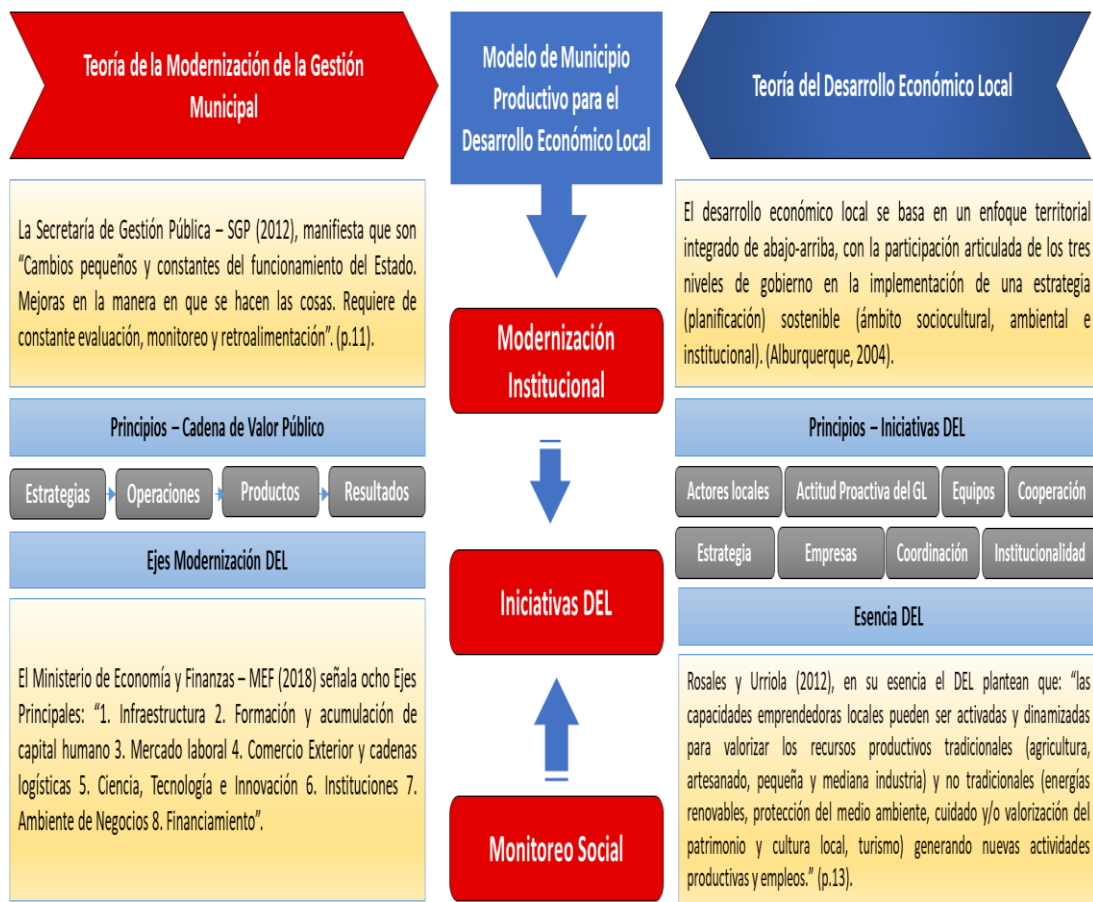 Teoría de la Modernización de la Gestión
Municipal
La Secretaría de Gestión Pública – SGP (2012), manifiesta que son
“Cambios pequeños y constantes del funcionamiento del Estado.
Mejoras en la manera en que se hacen las cosas. Requiere de
constante evaluación, monitoreo y retroalimentación”. (p.11).
Principios – Cadena de Valor Público
Estrategias
Operaciones
Productos
Resultados
Ejes Modernización DEL
El Ministerio de Economía y Finanzas – MEF (2018) señala ocho Ejes
Principales: “1. Infraestructura 2. Formación y acumulación de
capital humano 3. Mercado laboral 4. Comercio Exterior y cadenas
logísticas 5. Ciencia, Tecnología e Innovación 6. Instituciones 7.
Ambiente de Negocios 8. Financiamiento”.
Modelo de Municipio
Productivo para el
Desarrollo Económico Local
Modernización
Institucional
Iniciativas DEL
Monitoreo Social
Teoría del Desarrollo Económico Local
El desarrollo económico local se basa en un enfoque territorial
integrado de abajo-arriba, con la participación articulada de los tres
niveles de gobierno en la implementación de una estrategia
(planificación) sostenible (ámbito sociocultural, ambiental e
institucional). (Alburquerque, 2004).
Principios – Iniciativas DEL
Actores locales
Actitud Proactiva del GL
Equipos
Cooperación
Estrategia
Empresas
Coordinación
Institucionalidad
Esencia DEL
Rosales y Urriola (2012), en su esencia el DEL plantean que: “las
capacidades emprendedoras locales pueden ser activadas y dinamizadas
para valorizar los recursos productivos tradicionales (agricultura,
artesanado, pequeña y mediana industria) y no tradicionales (energías
renovables, protección del medio ambiente, cuidado y/o valorización del
patrimonio y cultura local, turismo) generando nuevas actividades
productivas y empleos.” (p.13).